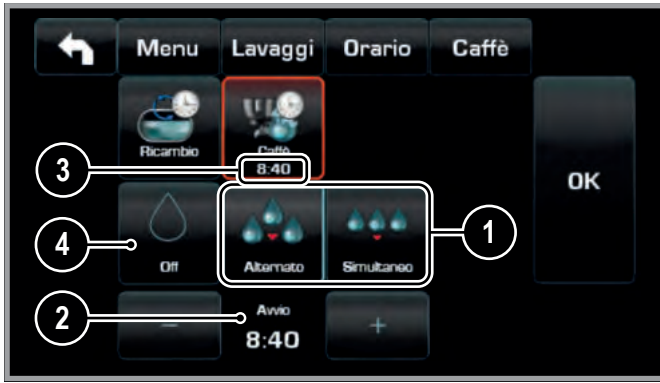 Menu Lavaggi Orario Caffè
Ricambio Caffè
8:40
3
OK
Off Alternato Simultaneo
4
1
Avvio
8:40
2
- +